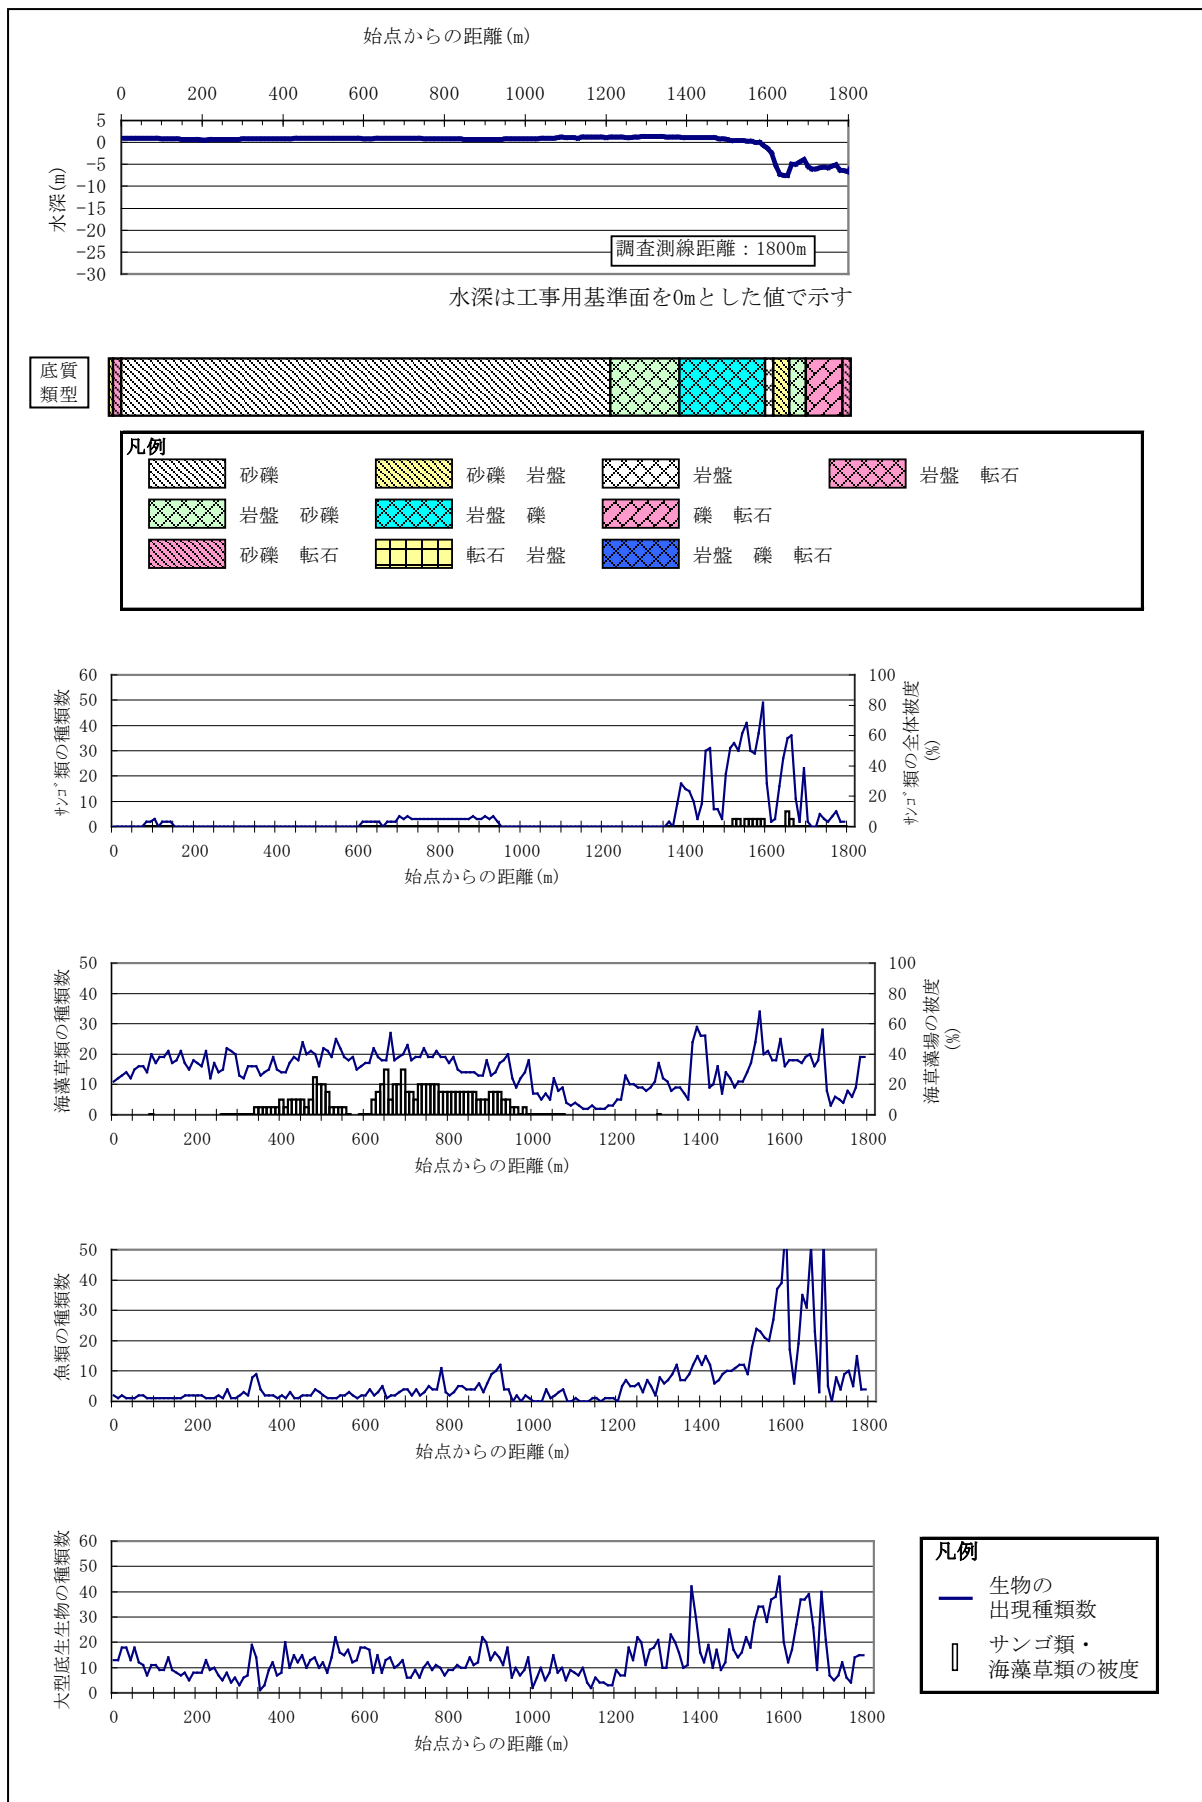 始点からの距離(m)
0 200 400 600 800 1000 1200 1400 1600 1800
5
0
-5
-10
-15
-20
-25
-30
水深(m)
調査測線距離：1800m
水深は工事用基準面を0mとした値で示す
底質
類型
凡例
砂礫 砂礫　岩盤 岩盤 岩盤　転石
岩盤　砂礫 岩盤　礫 礫　転石
砂礫　転石 転石　岩盤 岩盤　礫　転石
サンゴ類の種類数
60
50
40
30
20
10
0
100
80
60
40
20
0
サンゴ類の全体被度
(%)
0 200 400 600 800 1000 1200 1400 1600 1800
始点からの距離(m)
海藻草類の種類数
50
40
30
20
10
0
100
80
60
40
20
0
海草藻場の被度
(%)
0 200 400 600 800 1000 1200 1400 1600 1800
始点からの距離(m)
魚類の種類数
50
40
30
20
10
0
0 200 400 600 800 1000 1200 1400 1600 1800
始点からの距離(m)
大型底生生物の種類数
60
50
40
30
20
10
0
0 200 400 600 800 1000 1200 1400 1600 1800
始点からの距離(m)
凡例
生物の
出現種類数
サンゴ類・
海藻草類の被度